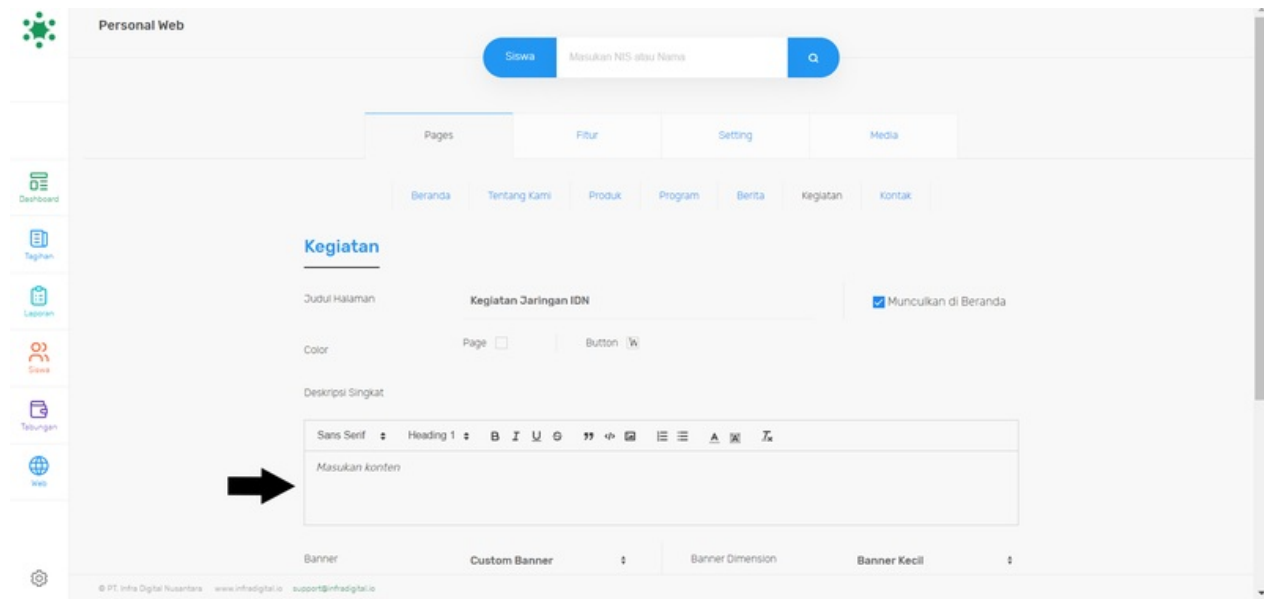 Personal Web
Siswa Masukan NIS atau Nama
Pages Fitur Setting Media
Dashboard
Beranda Tentang Kami Produk Program Berita Kegiatan Kontak
Tagihan
Kegiatan
Laporan
Judul Halaman Kegiatan Jaringan IDN Munculkan di Beranda
Siswa
Color Page Button
Deskripsi Singkat
Tabungan
Sans Serif Heading 1 B I U S
Masukan konten
Web
Banner Custom Banner Banner Dimension Banner Kecil
© PT. Infra Digital Nusantara www.infradigital.io support@infradigital.io